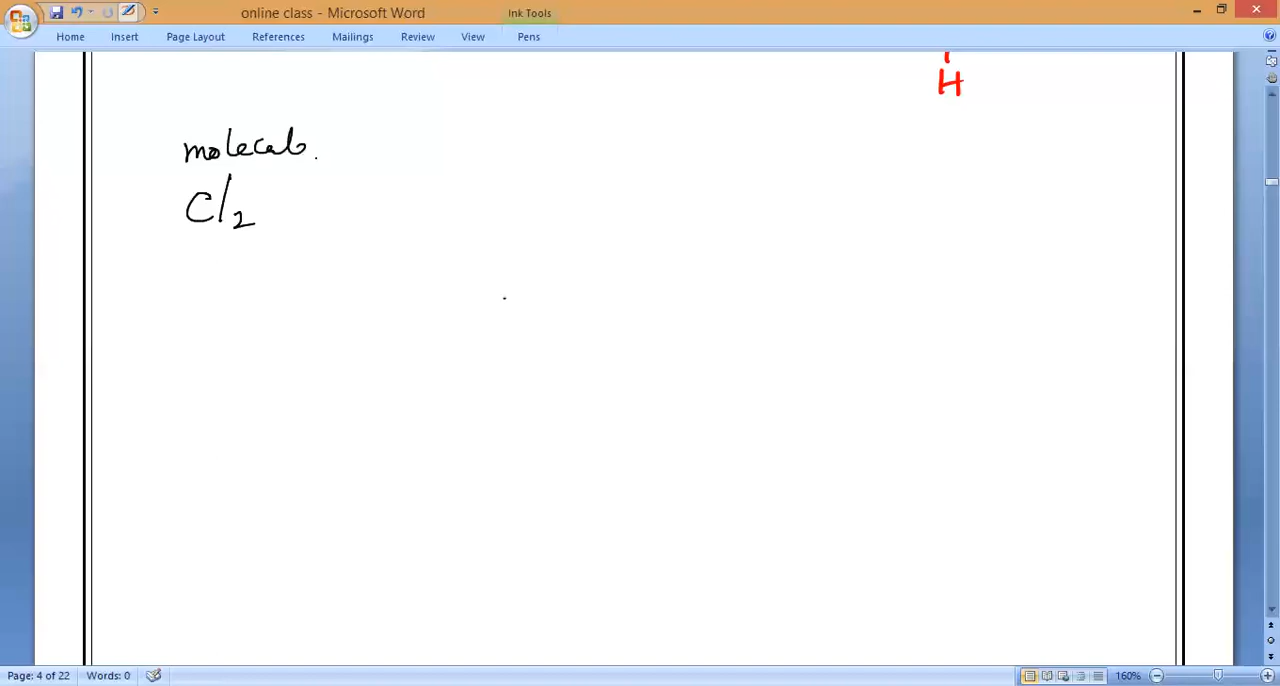 online class - Microsoft Word
Ink Tools
Home Insert Page Layout References Mailings Review View Pens
H
Cl2
Page: 4 of 22 Words: 0 160%